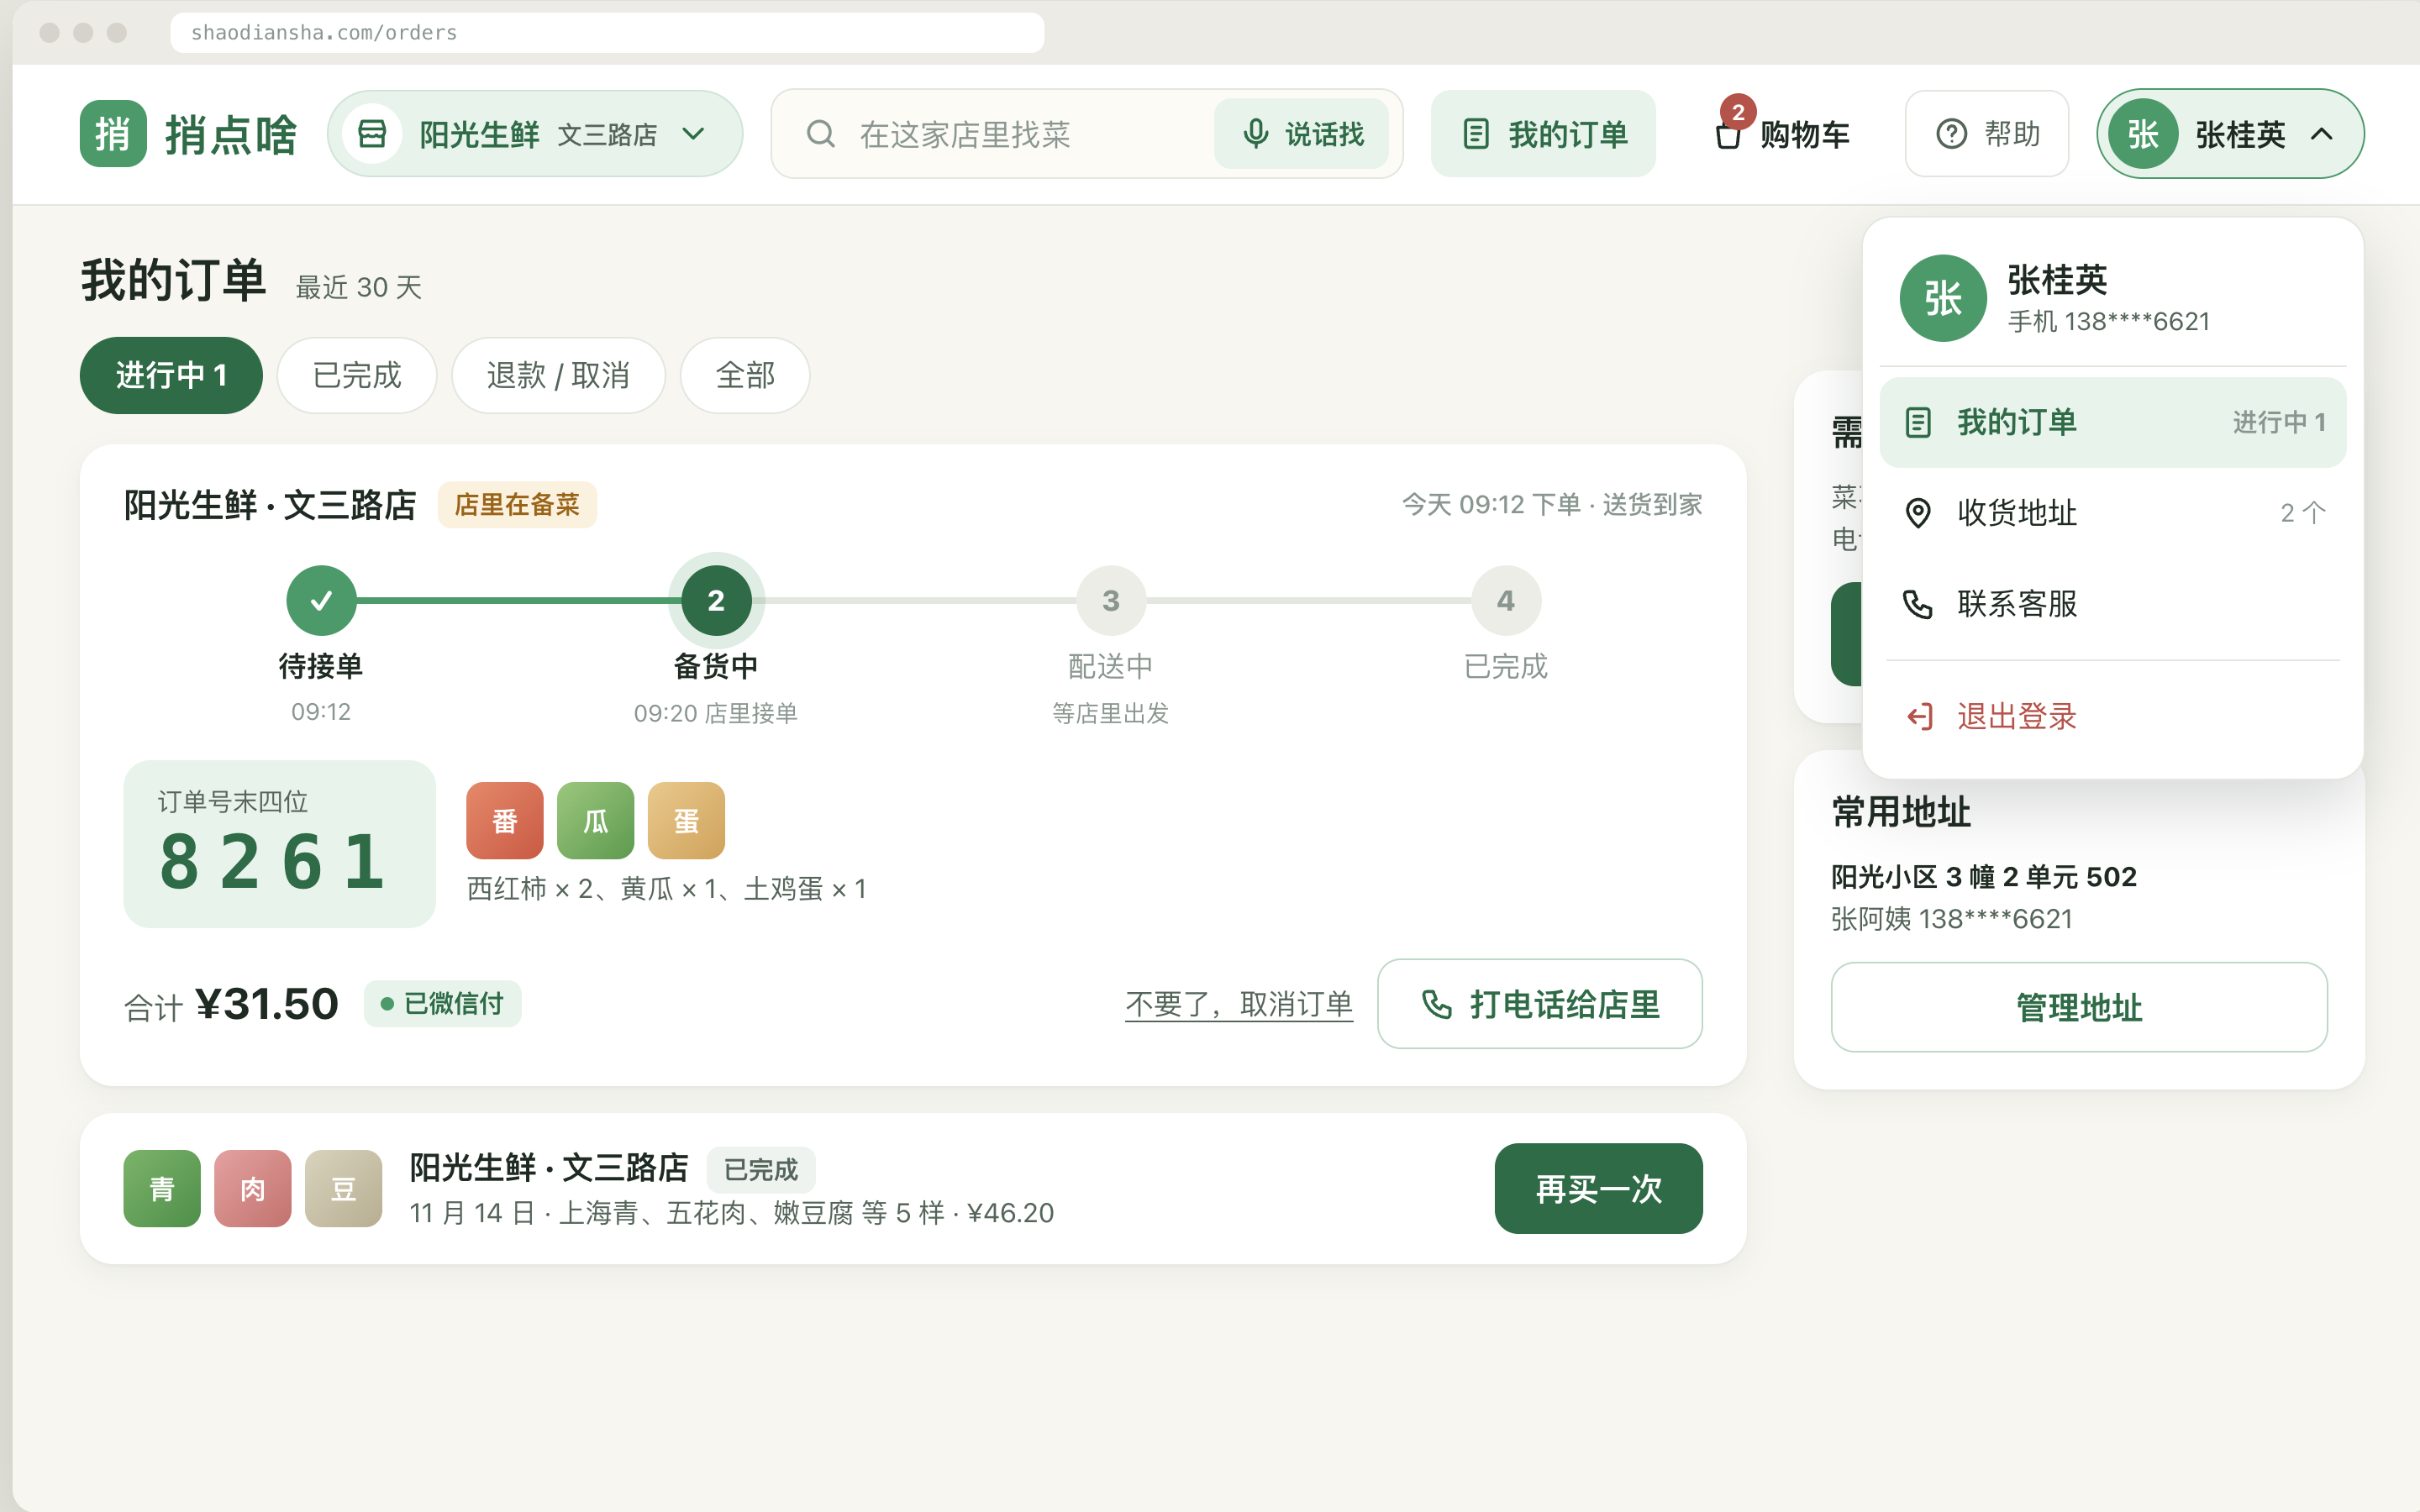 shaodiansha.com/orders
捎 捎点啥
阳光生鲜 文三路店
在这家店里找菜
说话找
我的订单
2
购物车
帮助
张 张桂英
我的订单 最近 30 天
进行中 1
已完成
退款 / 取消
全部
阳光生鲜 · 文三路店 店里在备菜
今天 09:12 下单 · 送货到家
2 3 4
待接单 备货中 配送中 已完成
09:12 09:20 店里接单 等店里出发
订单号末四位
8261
番 瓜 蛋
西红柿 × 2、黄瓜 × 1、土鸡蛋 × 1
合计 ¥31.50 已微信付
不要了，取消订单
打电话给店里
青 肉 豆
阳光生鲜 · 文三路店 已完成
11 月 14 日 · 上海青、五花肉、嫩豆腐 等 5 样 · ¥46.20
再买一次
张
张桂英
手机 138****6621
我的订单 进行中 1
收货地址 2 个
联系客服
退出登录
需
菜
电
常用地址
阳光小区 3 幢 2 单元 502
张阿姨 138****6621
管理地址